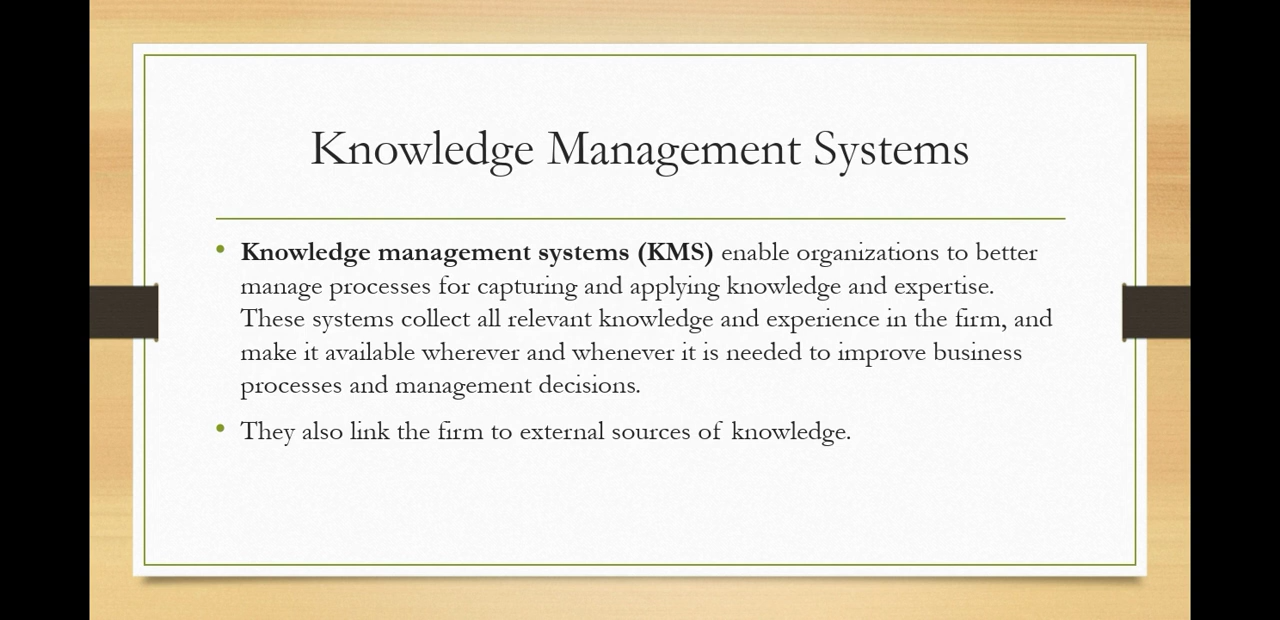 Knowledge Management Systems
• Knowledge management systems (KMS) enable organizations to better
manage processes for capturing and applying knowledge and expertise.
These systems collect all relevant knowledge and experience in the firm, and
make it available wherever and whenever it is needed to improve business
processes and management decisions.
• They also link the firm to external sources of knowledge.